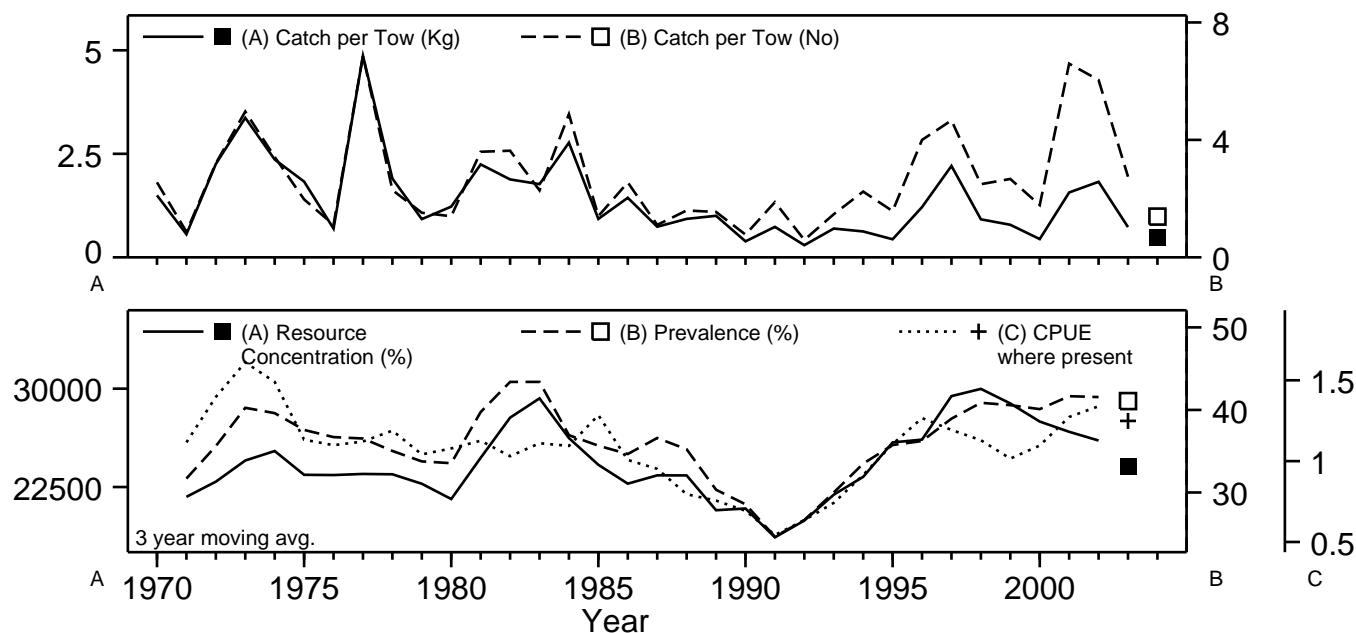 (A) Catch per Tow (Kg) (B) Catch per Tow (No)
8
5
4
2.5
0
0
A B
(A) Resource Concentration (%)
(B) Prevalence (%)
(C) CPUE where present
50
30000
1.5
40
1
22500
30
0.5
3 year moving avg.
A B C
1970 1975 1980 1985 1990 1995 2000
Year